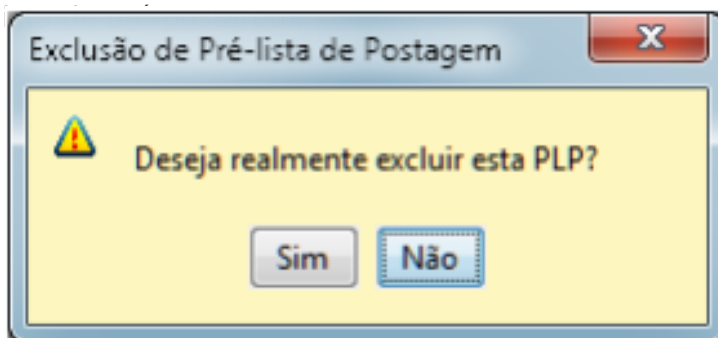 Exclusão de Pré-lista de Postagem
Deseja realmente excluir esta PLP?
Sim Não